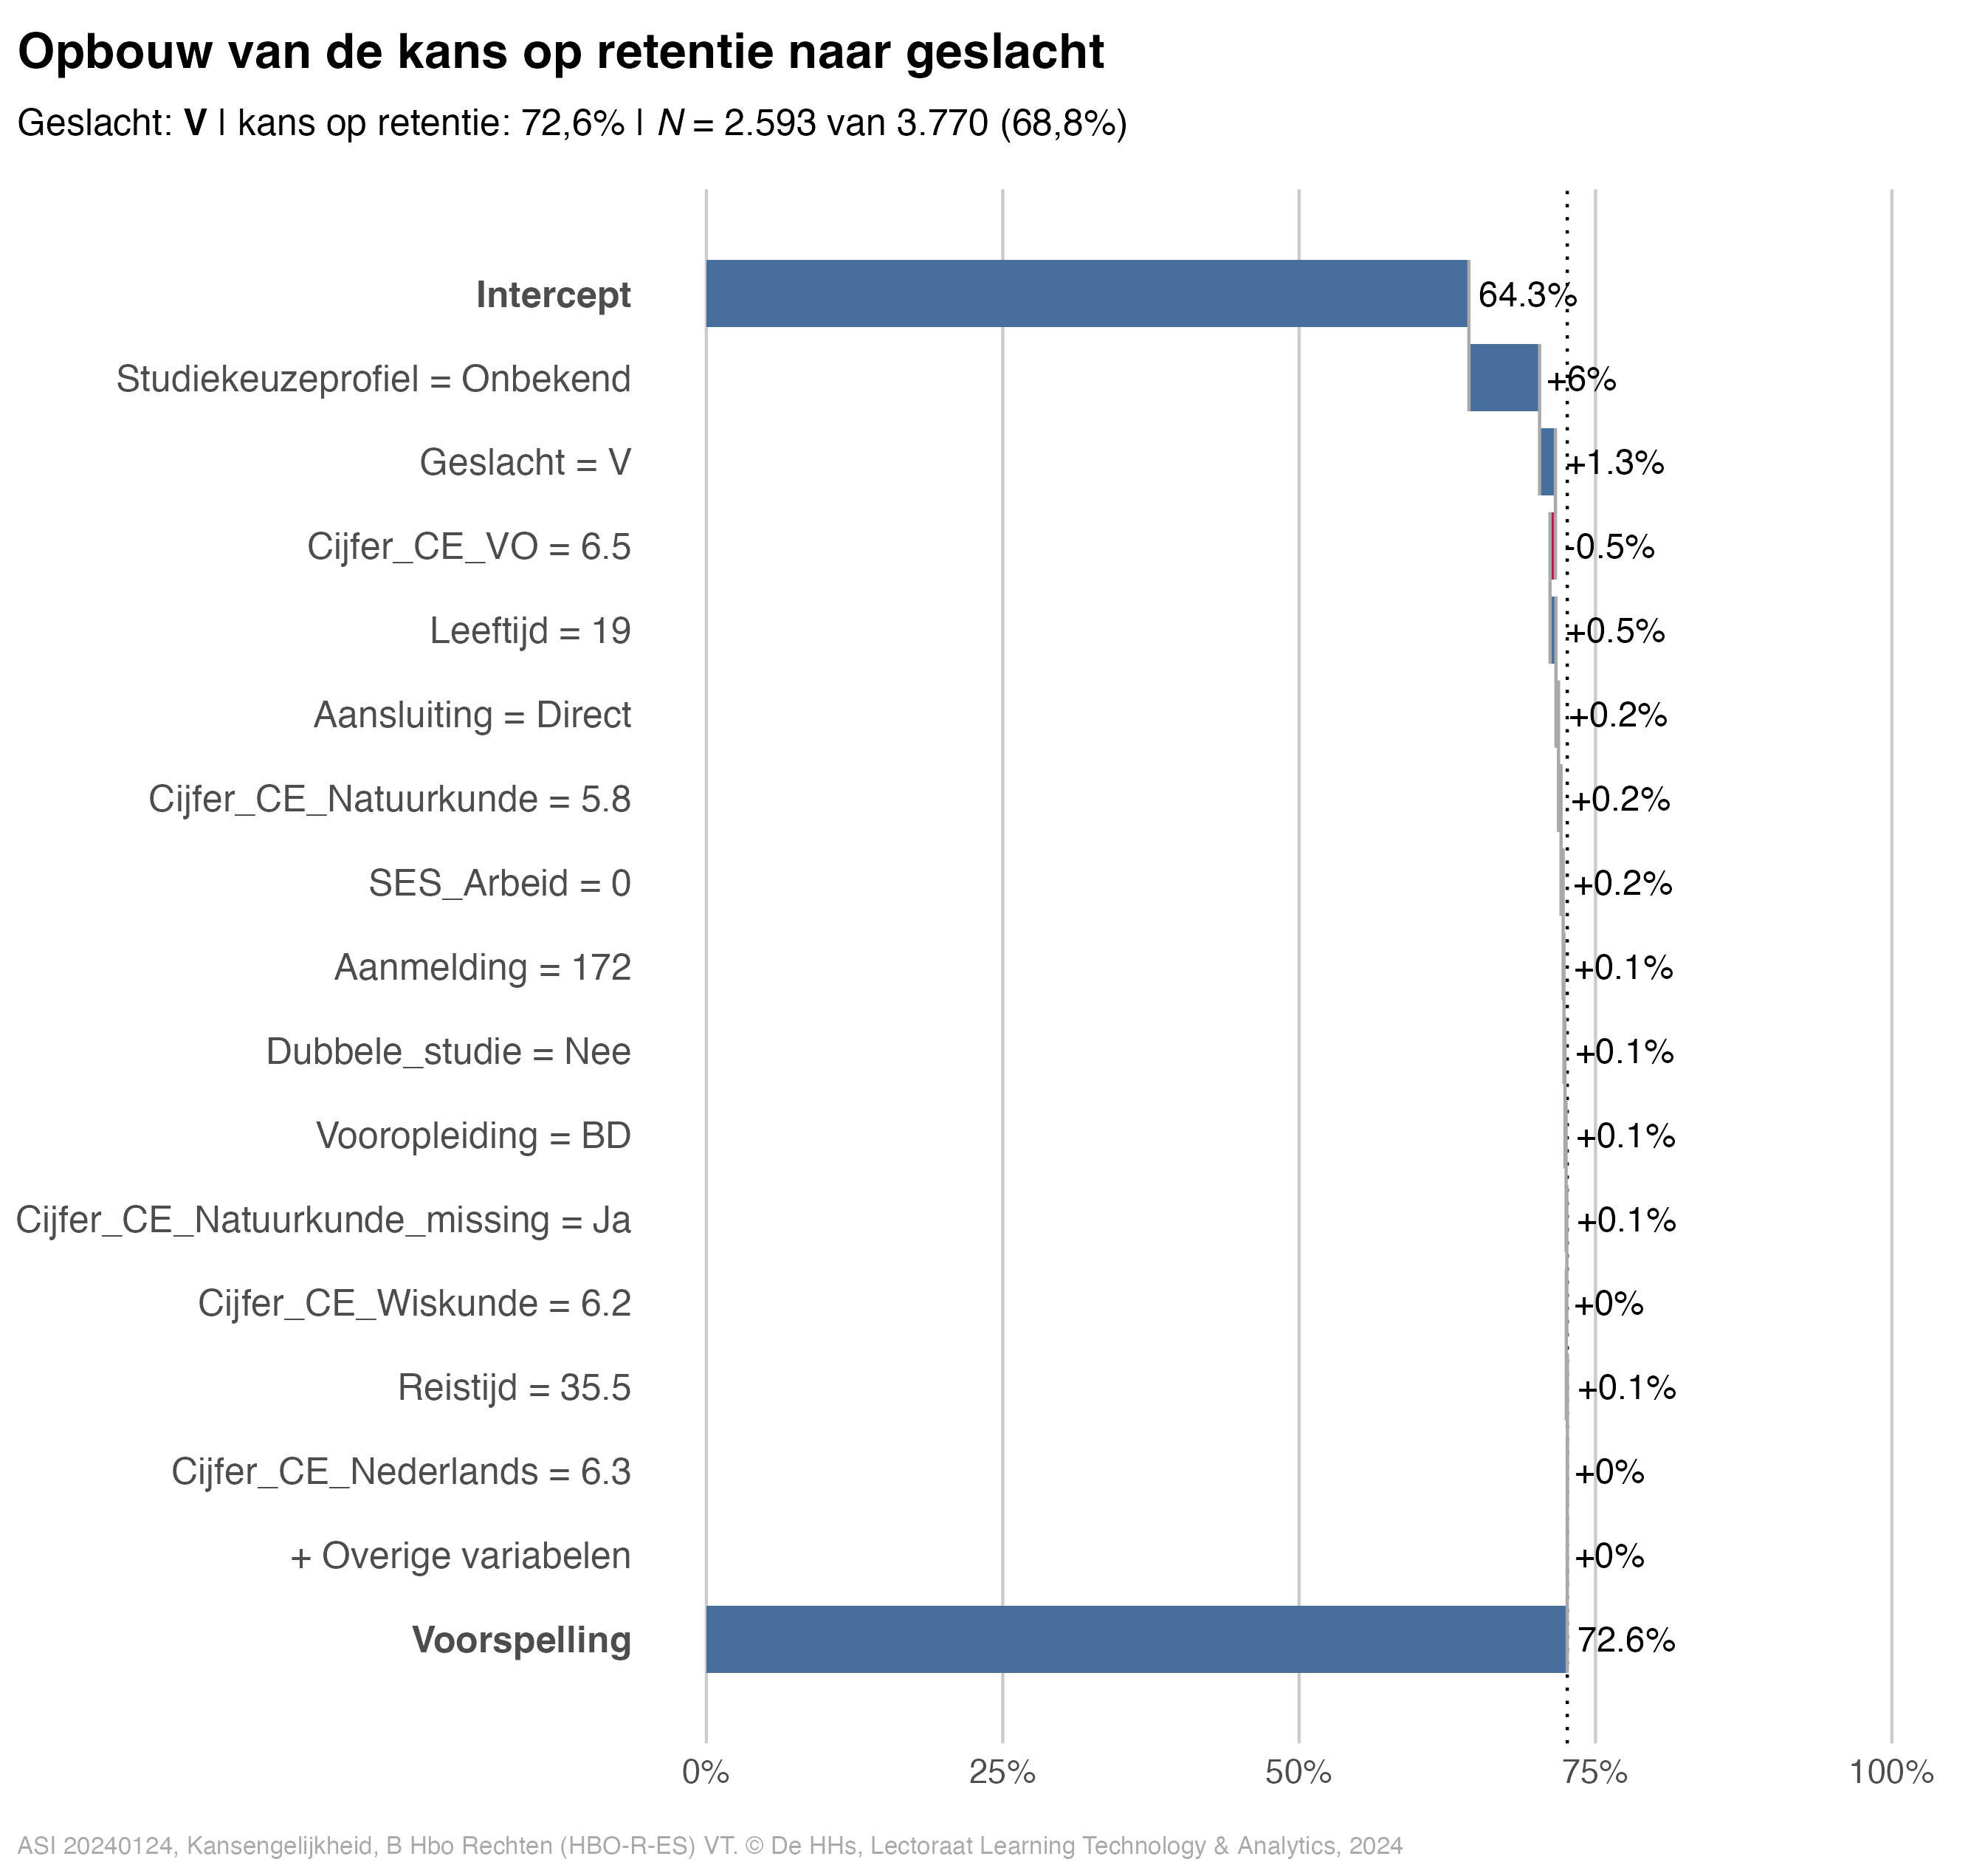 Opbouw van de kans op retentie naar geslacht
Geslacht: V | kans op retentie: 72,6% | N = 2.593 van 3.770 (68,8%)
Intercept 64.3%
Studiekeuzeprofiel = Onbekend +6%
Geslacht = V +1.3%
Cijfer_CE_VO = 6.5 -0.5%
Leeftijd = 19 +0.5%
Aansluiting = Direct +0.2%
Cijfer_CE_Natuurkunde = 5.8 +0.2%
SES_Arbeid = 0 +0.2%
Aanmelding = 172 +0.1%
Dubbele_studie = Nee +0.1%
Vooropleiding = BD +0.1%
Cijfer_CE_Natuurkunde_missing = Ja +0.1%
Cijfer_CE_Wiskunde = 6.2 +0%
Reistijd = 35.5 +0.1%
Cijfer_CE_Nederlands = 6.3 +0%
+ Overige variabelen +0%
Voorspelling 72.6%
0% 25% 50% 75% 100%
ASI 20240124, Kansengelijkheid, B Hbo Rechten (HBO-R-ES) VT. © De HHs, Lectoraat Learning Technology & Analytics, 2024